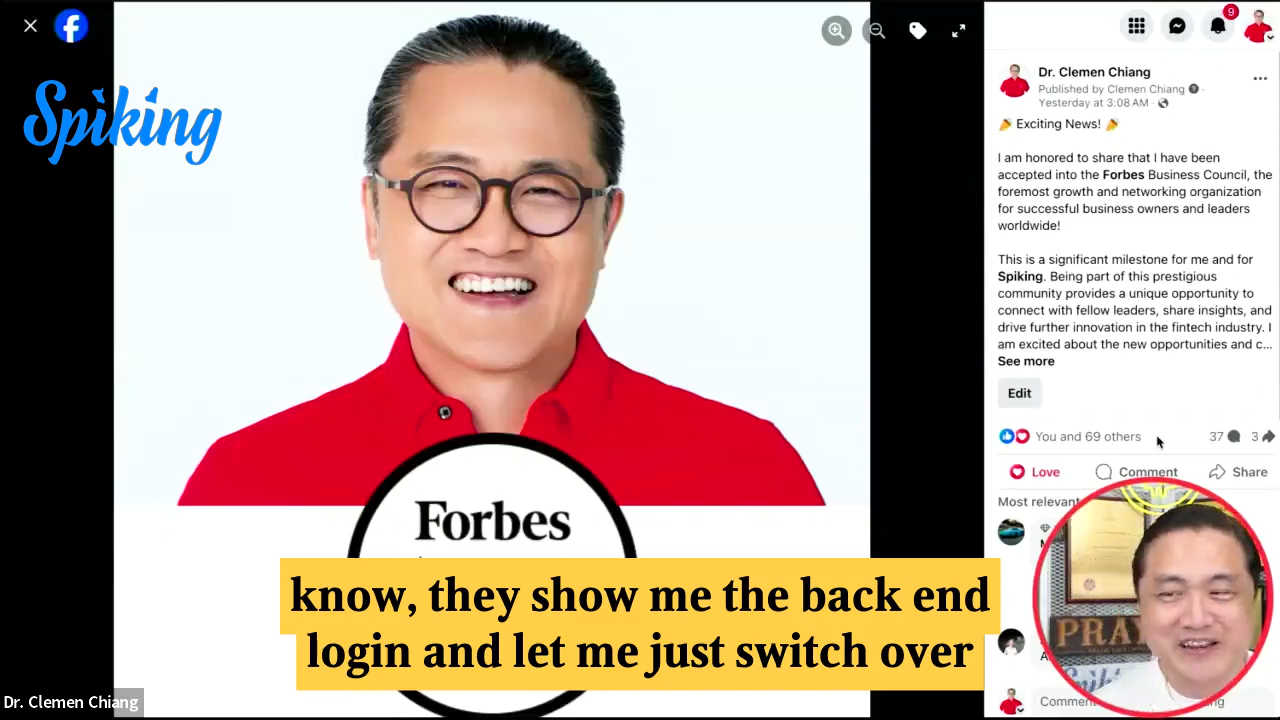 9
Spiking
Dr. Clemen Chiang
Published by Clemen Chiang
Yesterday at 3:08 AM
🎉 Exciting News! 🎉
I am honored to share that I have been
accepted into the Forbes Business Council, the
foremost growth and networking organization
for successful business owners and leaders
worldwide!
This is a significant milestone for me and for
Spiking. Being part of this prestigious
community provides a unique opportunity to
connect with fellow leaders, share insights, and
drive further innovation in the fintech industry. I
am excited about the new opportunities and c...
See more
Edit
You and 69 others 37 3
Love Comment Share
Most relevant
Forbes
know, they show me the back end
login and let me just switch over
PRAY
Dr. Clemen Chiang